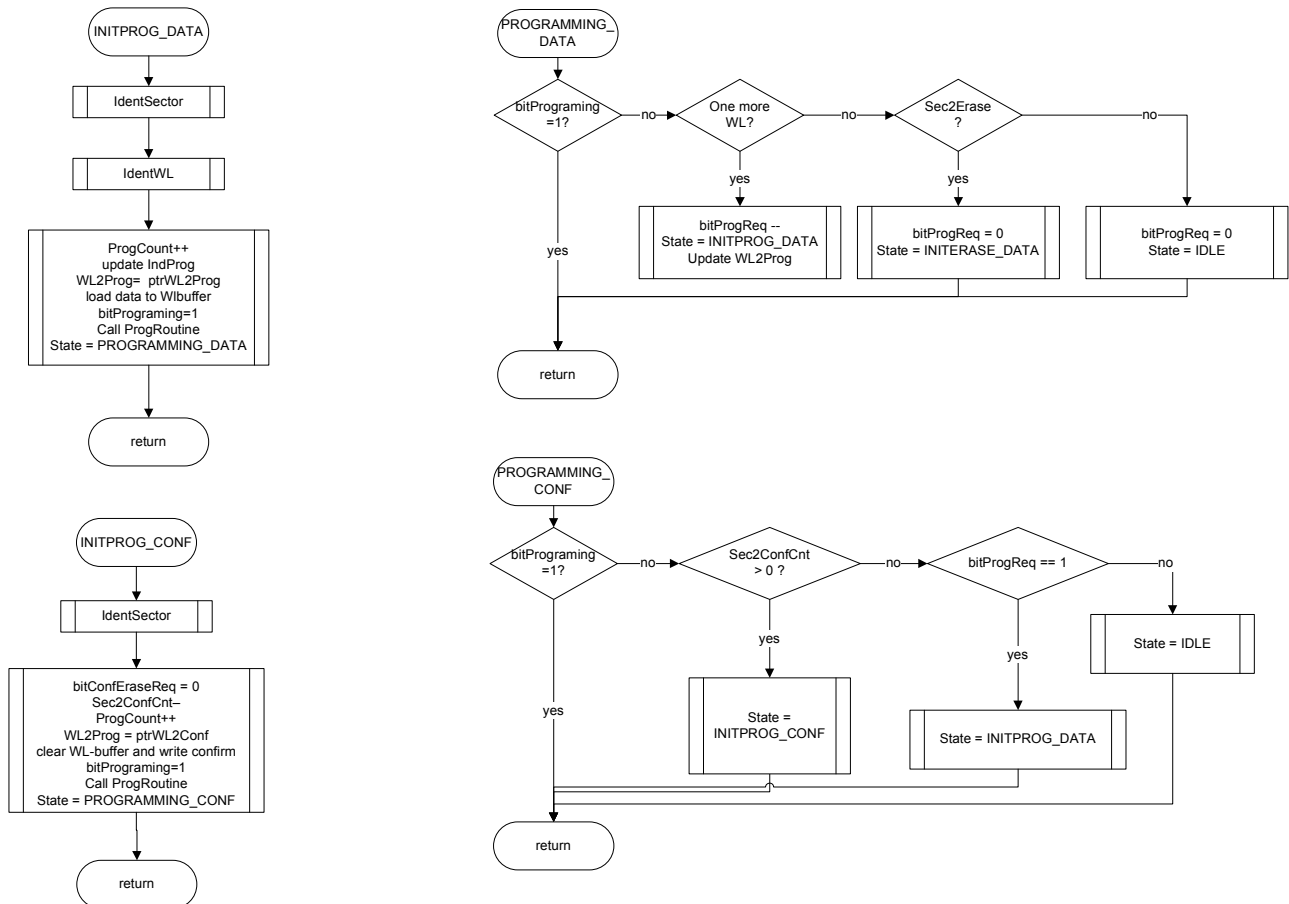 INITPROG_DATA
IdentSector
IdentWL
ProgCount++
update IndProg
WL2Prog= ptrWL2Prog
load data to Wlbuffer
bitPrograming=1
Call ProgRoutine
State = PROGRAMMING_DATA
return
PROGRAMMING_
DATA
bitPrograming
=1?
no
One more
WL?
no
Sec2Erase
?
no
yes
yes
yes
bitProgReq --
State = INITPROG_DATA
Update WL2Prog
bitProgReq = 0
State = INITERASE_DATA
bitProgReq = 0
State = IDLE
return
INITPROG_CONF
IdentSector
bitConfEraseReq = 0
Sec2ConfCnt–
ProgCount++
WL2Prog = ptrWL2Conf
clear WL-buffer and write confirm
bitPrograming=1
Call ProgRoutine
State = PROGRAMMING_CONF
return
PROGRAMMING_
CONF
bitPrograming
=1?
no
Sec2ConfCnt
> 0 ?
no
bitProgReq == 1
no
yes
yes
yes
State =
INITPROG_CONF
State = INITPROG_DATA
State = IDLE
return